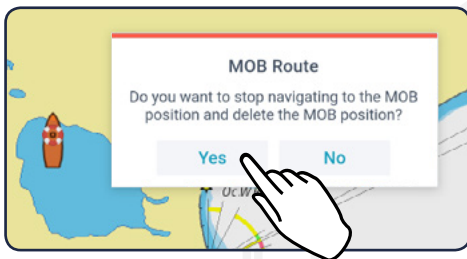 MOB Route
Do you want to stop navigating to the MOB
position and delete the MOB position?
Yes
No